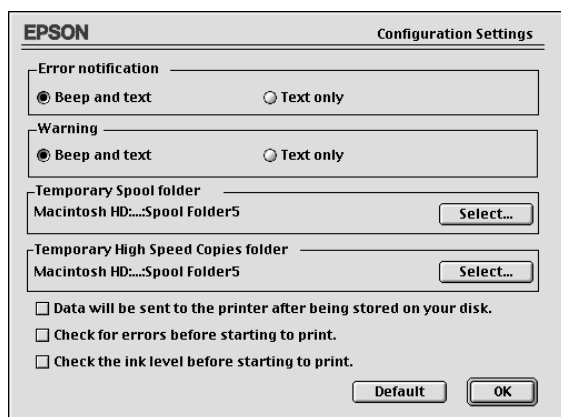 EPSON Configuration Settings
Error notification
Beep and text Text only
Warning
Beep and text Text only
Temporary Spool folder
Macintosh HD:...:Spool Folder5 Select...
Temporary High Speed Copies folder
Macintosh HD:...:Spool Folder5 Select...
Data will be sent to the printer after being stored on your disk.
Check for errors before starting to print.
Check the ink level before starting to print.
Default OK